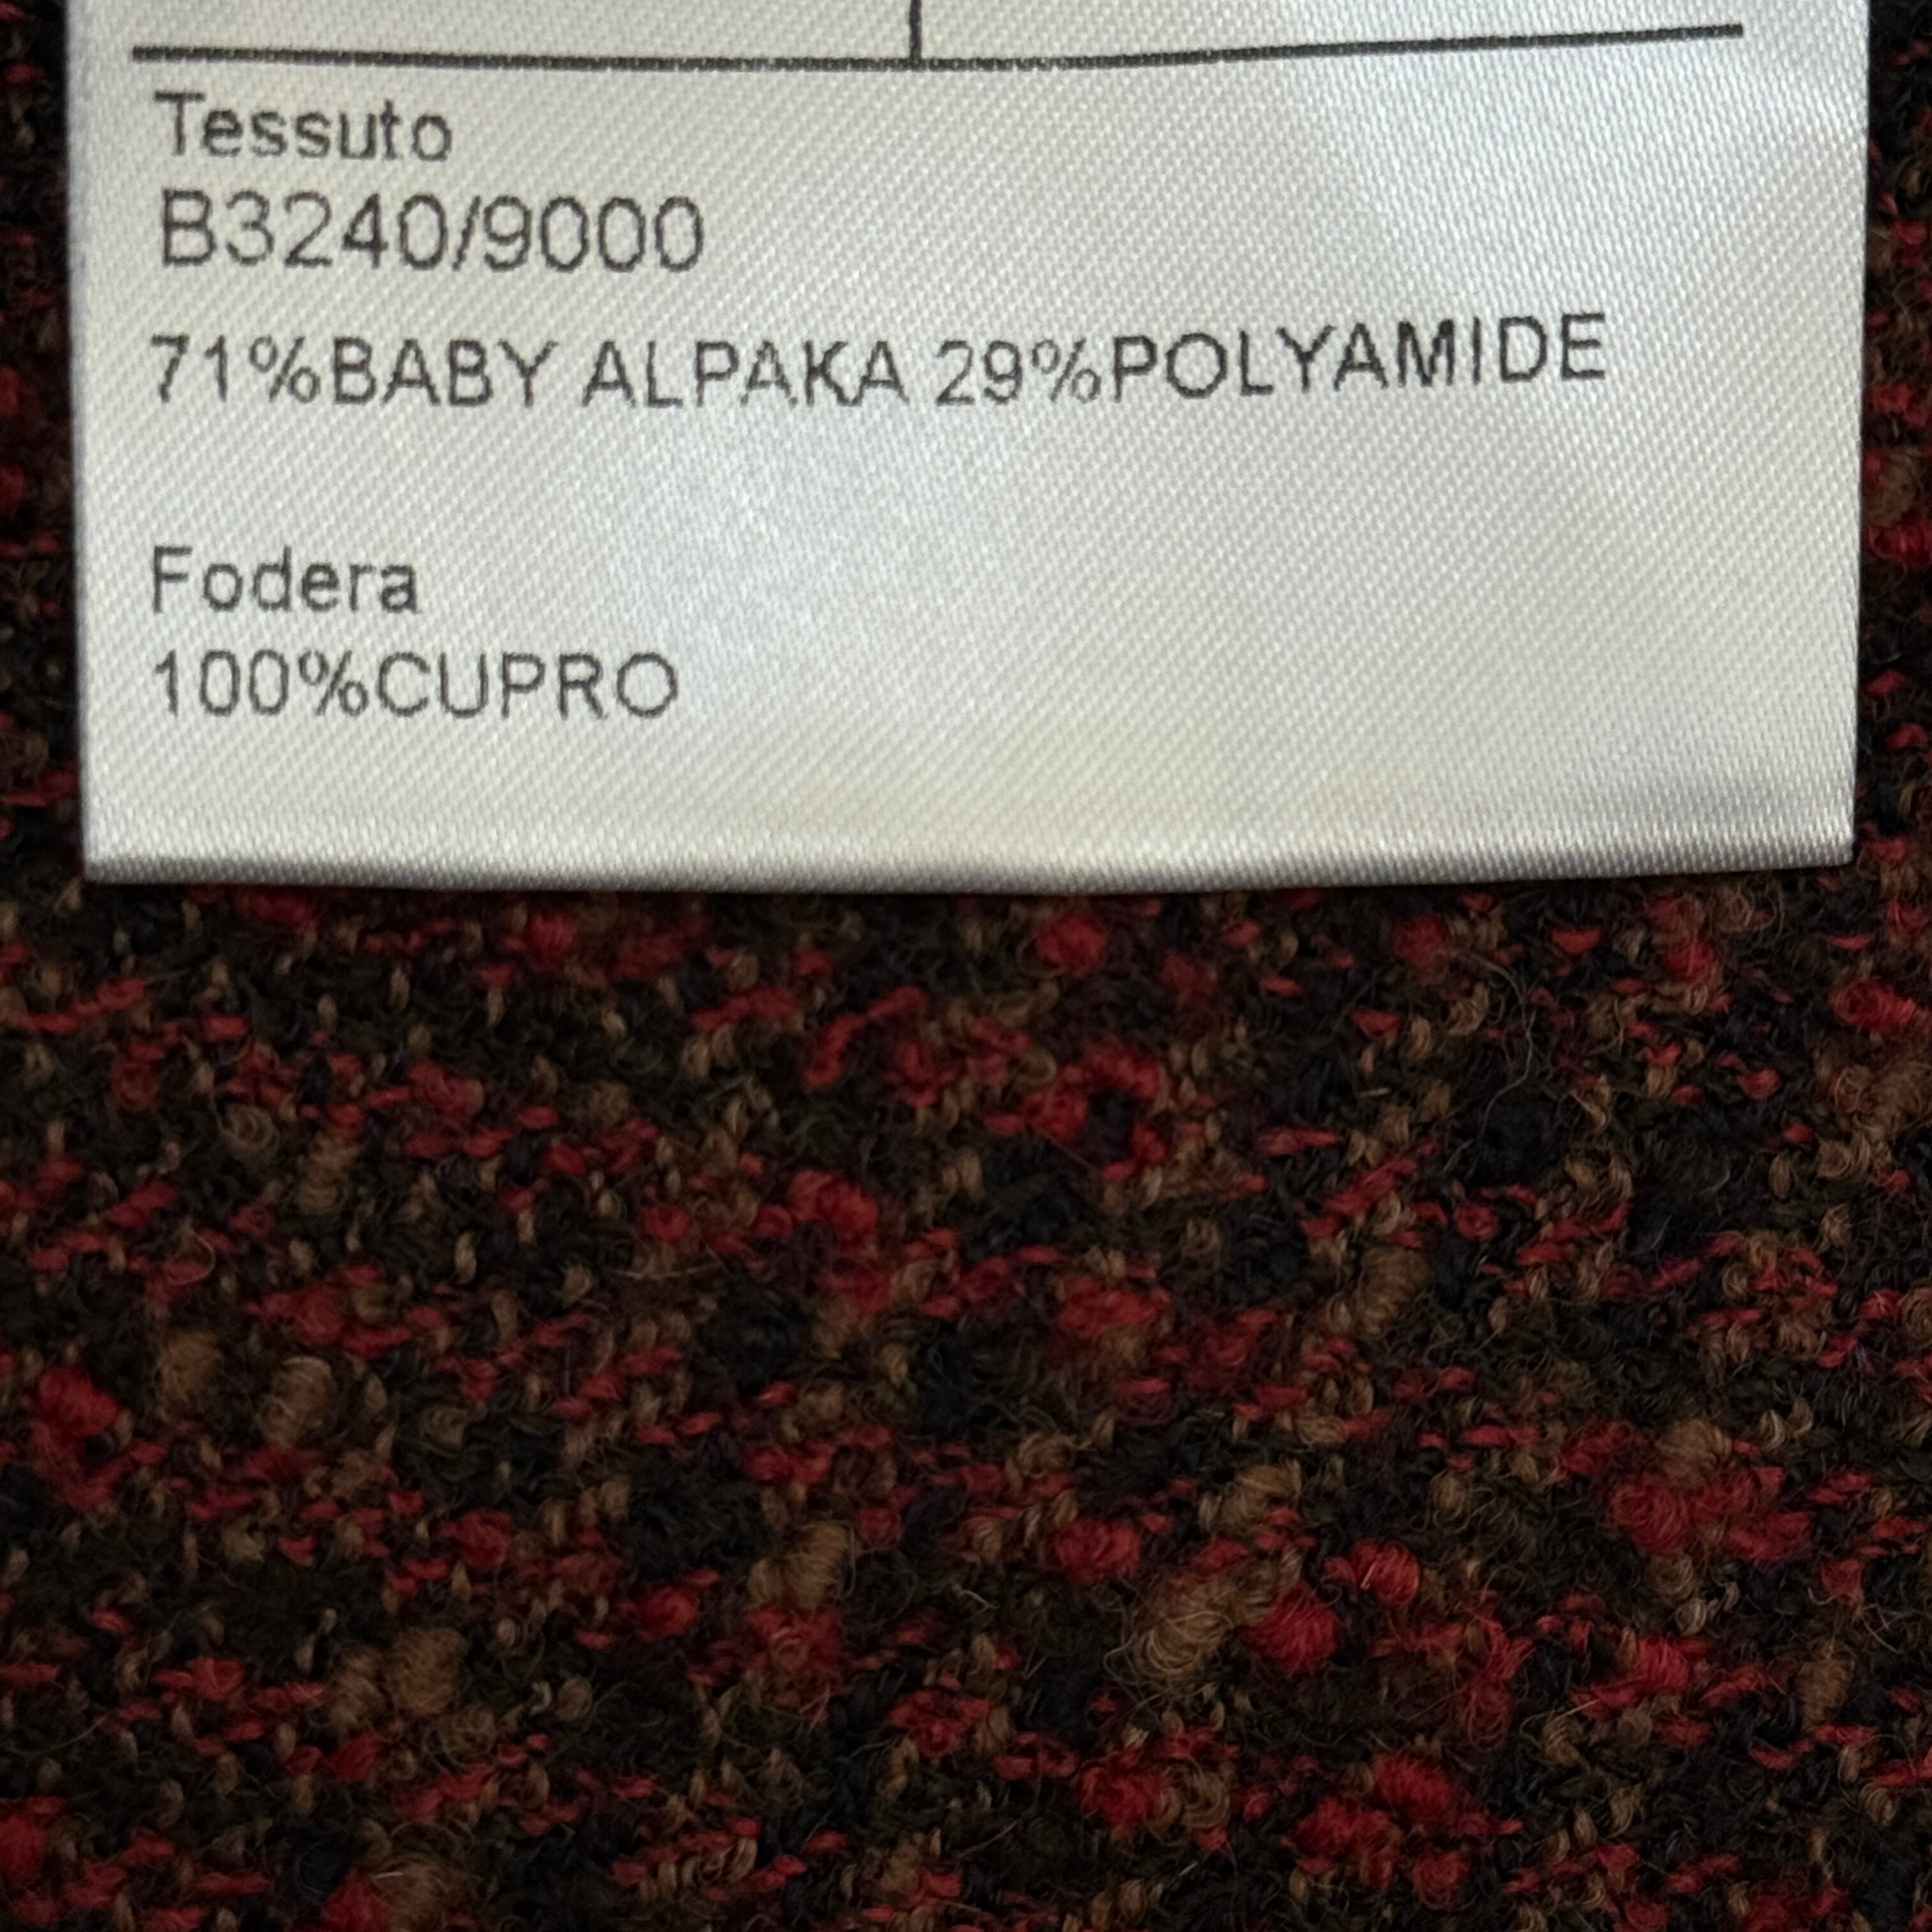 Tessuto
B3240/9000
71%BABY ALPAKA 29%POLYAMIDE
Fodera
100%CUPRO